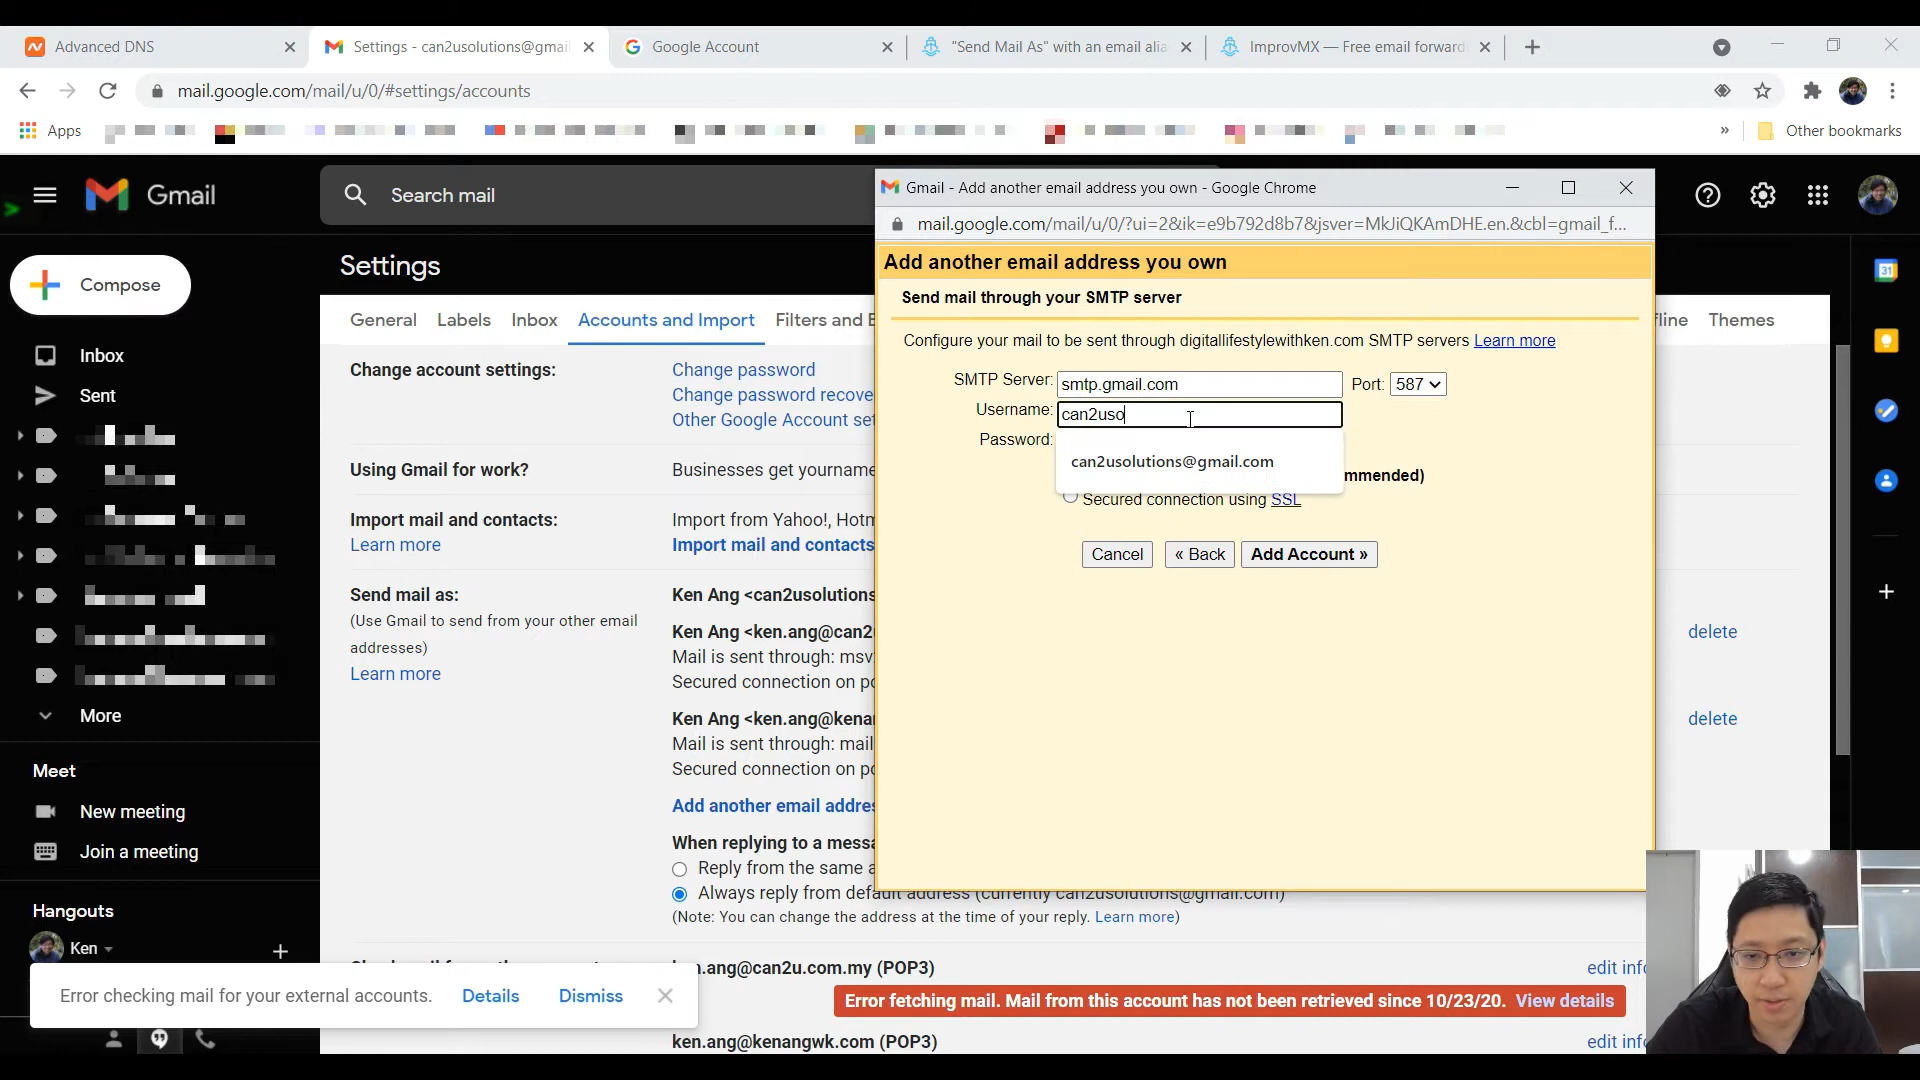 Advanced DNS
Settings - can2usolutions@gmail
Google Account
"Send Mail As" with an email alia
ImprovMX — Free email forward
mail.google.com/mail/u/0/#settings/accounts
Apps
»
Other bookmarks
Gmail
Search mail
Compose
Inbox
Sent
More
Meet
New meeting
Join a meeting
Hangouts
Ken
Settings
General
Labels
Inbox
Accounts and Import
Filters and B
fline
Themes
Change account settings:
Change password
Change password recove
Other Google Account set
Using Gmail for work?
Businesses get yourname
Import mail and contacts:
Learn more
Import from Yahoo!, Hotm
Import mail and contacts
Send mail as:
(Use Gmail to send from your other email
addresses)
Learn more
Ken Ang <can2usolutions
Ken Ang <ken.ang@can2u
Mail is sent through: msv
Secured connection on po
delete
Ken Ang <ken.ang@kenan
Mail is sent through: mail
Secured connection on po
delete
Add another email addres
When replying to a messa
Reply from the same a
Always reply from default address (currently can2usolutions@gmail.com)
(Note: You can change the address at the time of your reply. Learn more)
n.ang@can2u.com.my (POP3)
edit info
Error fetching mail. Mail from this account has not been retrieved since 10/23/20. View details
ken.ang@kenangwk.com (POP3)
edit info
Error checking mail for your external accounts.
Details
Dismiss
Gmail - Add another email address you own - Google Chrome
mail.google.com/mail/u/0/?ui=2&ik=e9b792d8b7&jsver=MkJiQKAmDHE.en.&cbl=gmail_f...
Add another email address you own
Send mail through your SMTP server
Configure your mail to be sent through digitallifestylewithken.com SMTP servers Learn more
SMTP Server: smtp.gmail.com Port: 587
Username: can2uso
Password:
can2usolutions@gmail.com
mmended)
Secured connection using SSL
Cancel
« Back
Add Account »
31